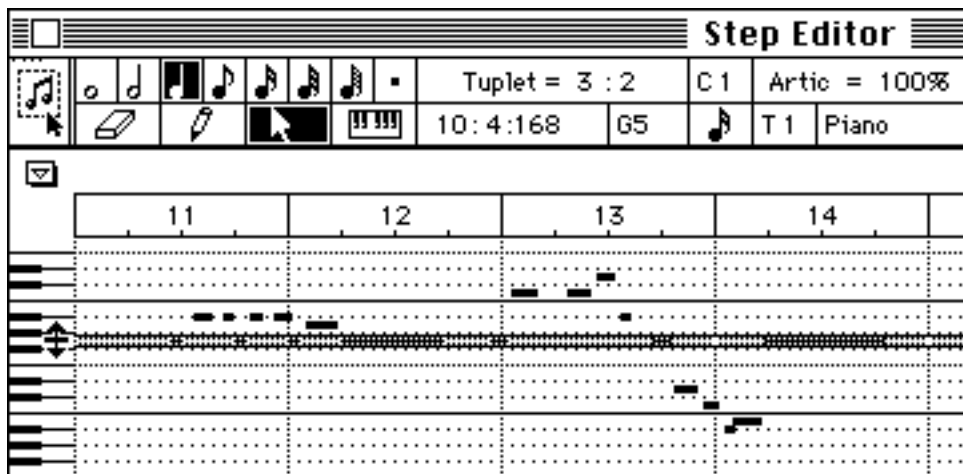 Step Editor
Tuplet = 3 : 2 C 1 Artic = 100%
10:4:168 G5 T 1 Piano
11 12 13 14